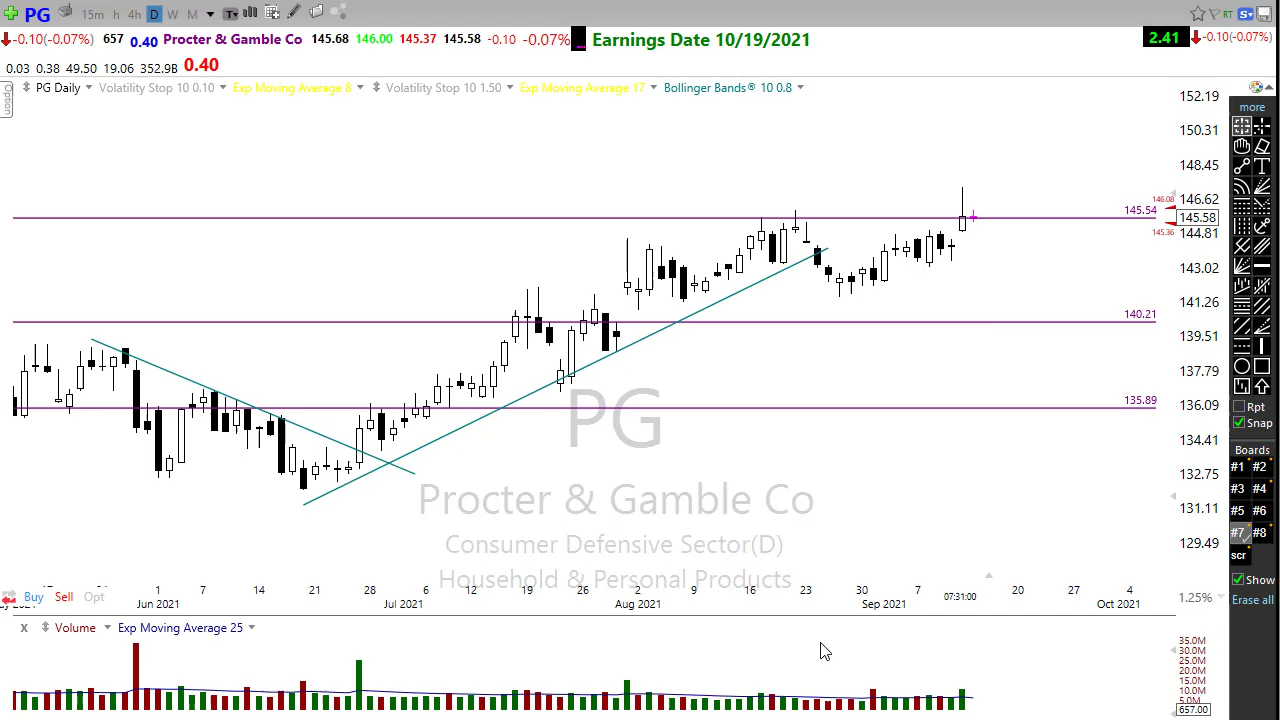 PG 15m h 4h D W M T RT S
-0.10(-0.07%) 657 0.40 Procter & Gamble Co 145.68 146.00 145.37 145.58 -0.10 -0.07% Earnings Date 10/19/2021 2.41 -0.10(-0.07%)
0.03 0.38 49.50 19.06 352.9B 0.40
PG Daily Volatility Stop 10 0.10 Exp Moving Average 8 Volatility Stop 10 1.50 Exp Moving Average 17 Bollinger Bands® 10 0.8
Option
152.19
more
150.31
148.45
146.62
146.08
145.54
145.58
145.36
144.81
143.02
141.26
140.21
139.51
137.79
135.89
136.09
134.41
132.75
131.11
129.49
PG
Procter & Gamble Co
Consumer Defensive Sector(D)
Household & Personal Products
Rpt
Snap
Boards
#1 #2
#3 #4
#5 #6
#7 #8
scr
Show
Erase all
1 7 14 21 28 6 12 19 26 2 9 16 23 30 7 20 27 4
Jun 2021 Jul 2021 Aug 2021 Sep 2021 07:31:00 Oct 2021
Buy Sell Opt
1.25%
x Volume Exp Moving Average 25
35.0M
30.0M
25.0M
20.0M
15.0M
10.0M
5.0M
657.00